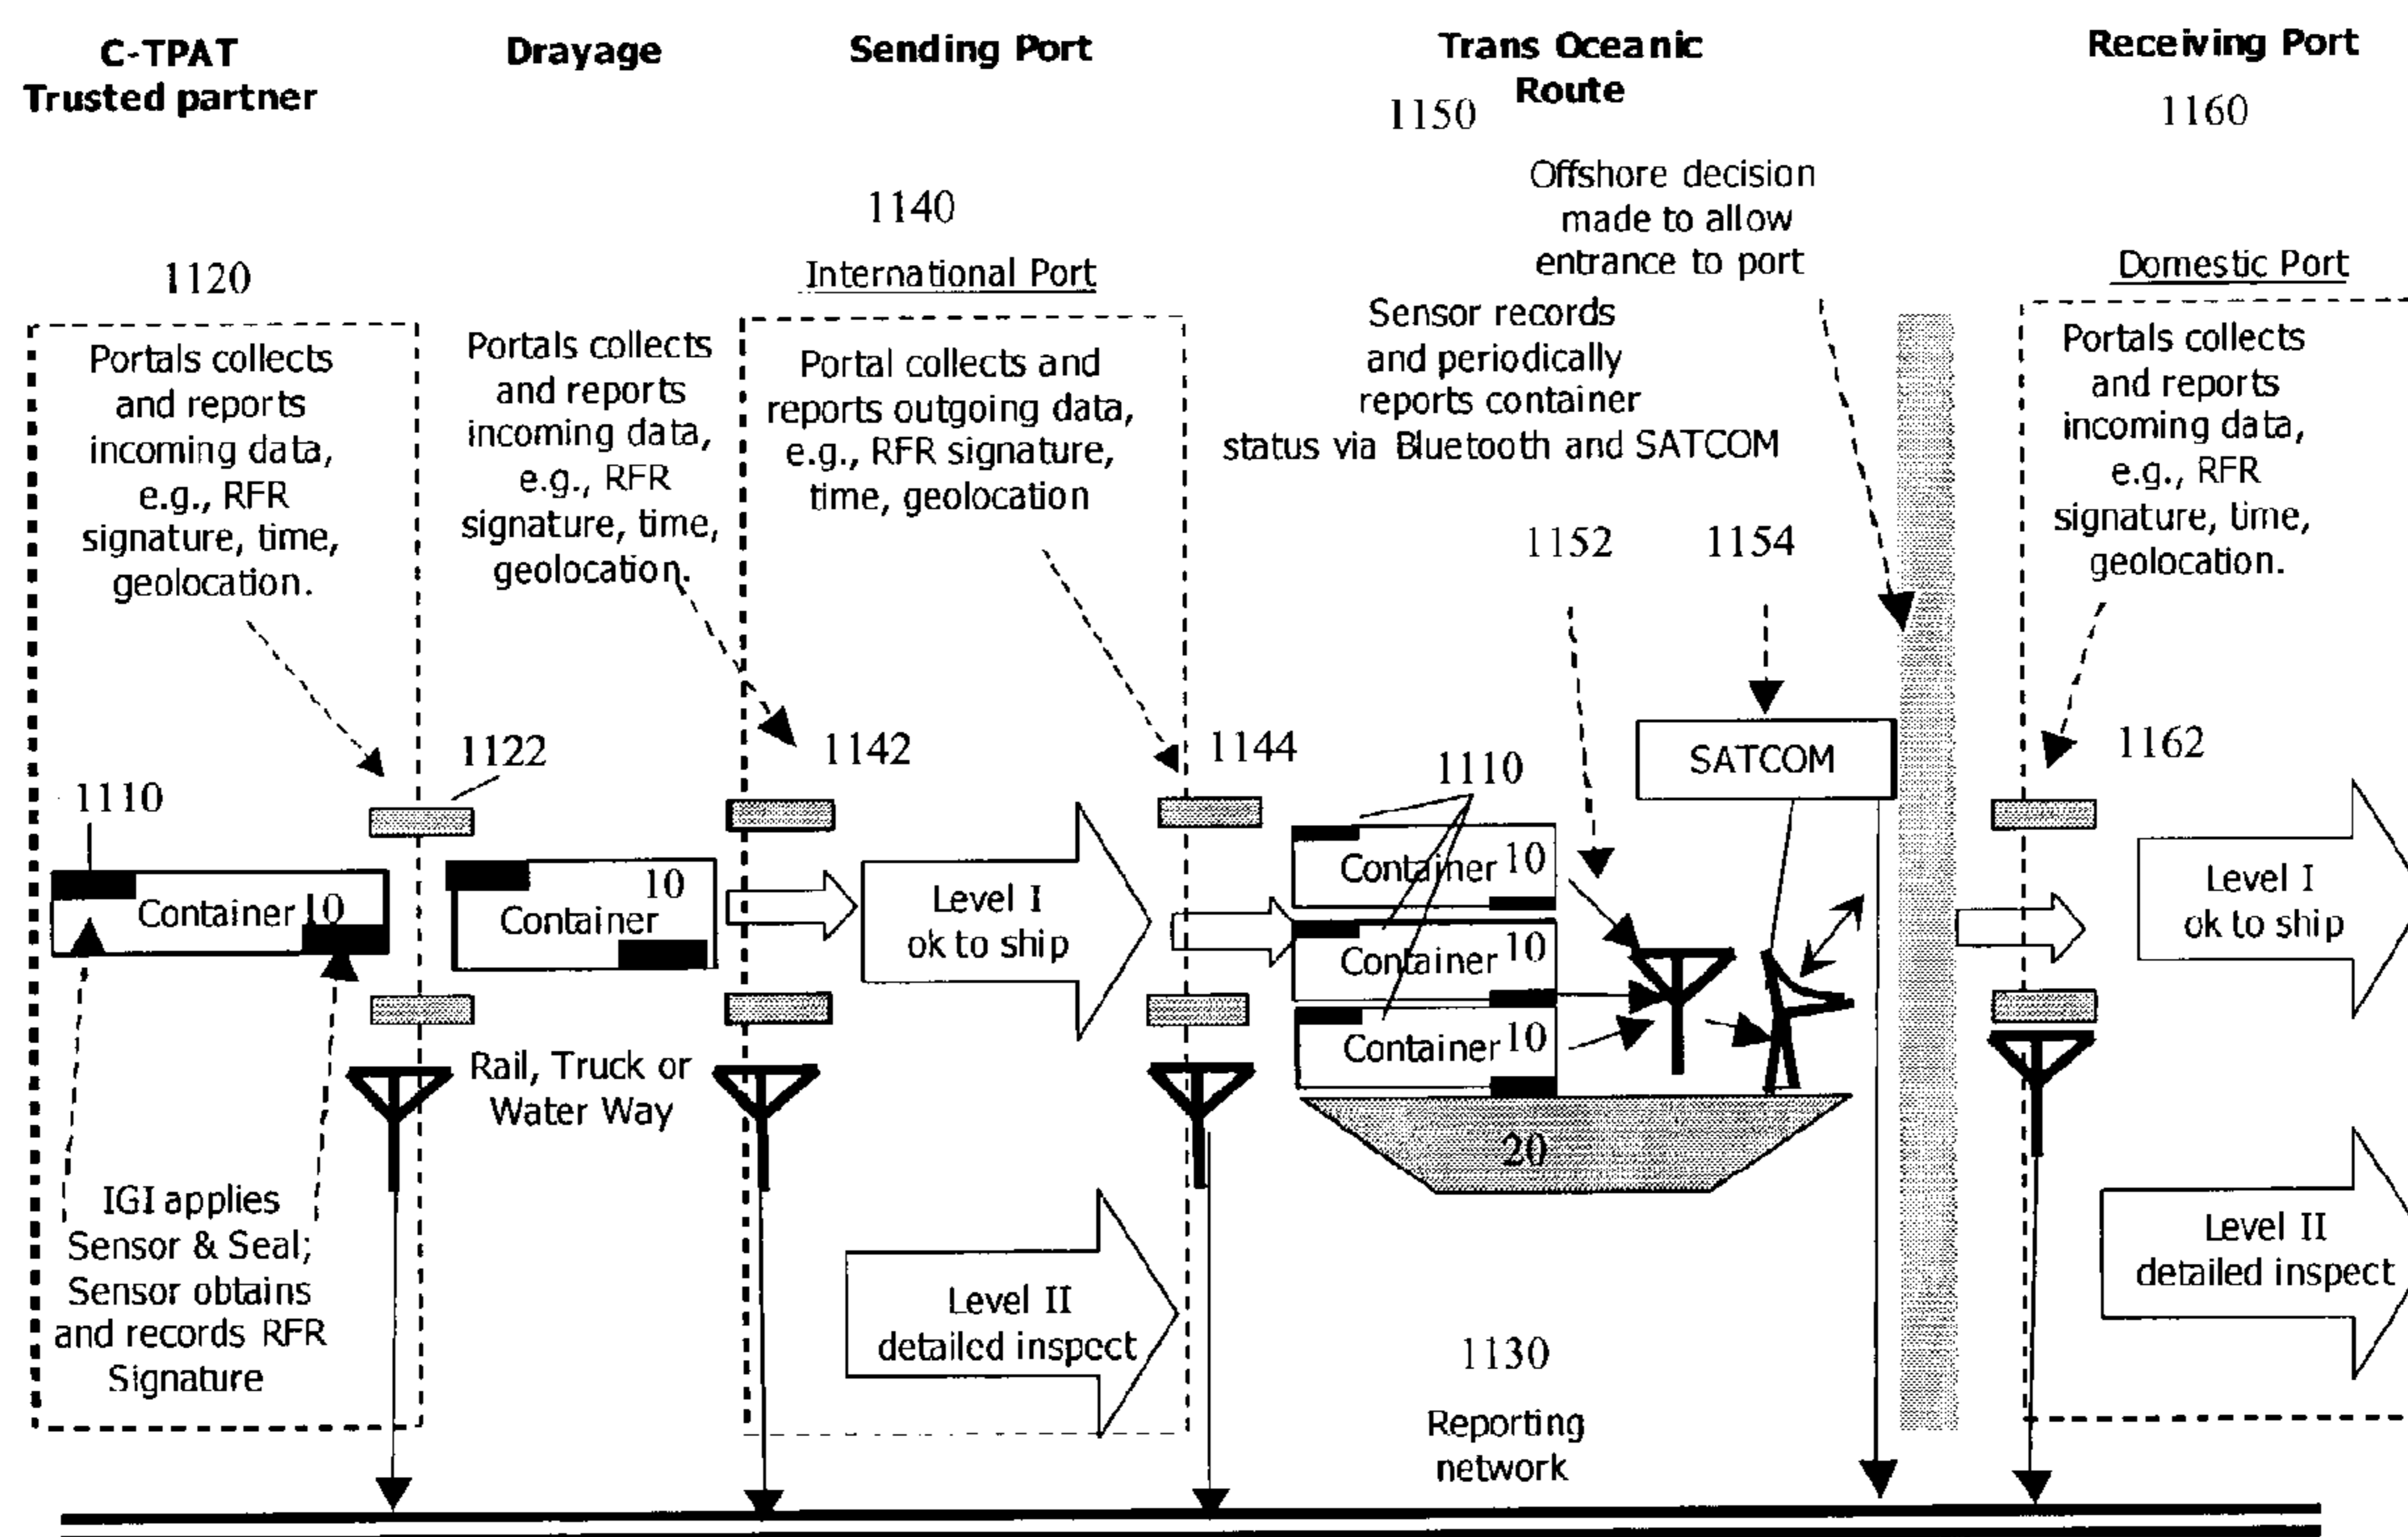 C-TPAT
Trusted partner
Drayage
Sending Port
Trans Oceanic
Route
Receiving Port
1150
1160
1120
1140
International Port
Offshore decision
made to allow
entrance to port
Domestic Port
Portals collects
and reports
incoming data,
e.g., RFR
signature, time,
geolocation.
Portals collects
and reports
incoming data,
e.g., RFR
signature, time,
geolocation.
Portal collects and
reports outgoing data,
e.g., RFR signature,
time, geolocation
Sensor records
and periodically
reports container
status via Bluetooth and SATCOM
Portals collects
and reports
incoming data,
e.g., RFR
signature, time,
geolocation.
1152
1154
1110
1122
1142
1144
1110
SATCOM
1162
Container 10
10
Container
Level I
ok to ship
Container 10
Container 10
Container 10
Level I
ok to ship
Rail, Truck or
Water Way
20
IGI applies
Sensor & Seal;
Sensor obtains
and records RFR
Signature
Level II
detailed inspect
Level II
detailed inspect
1130
Reporting
network